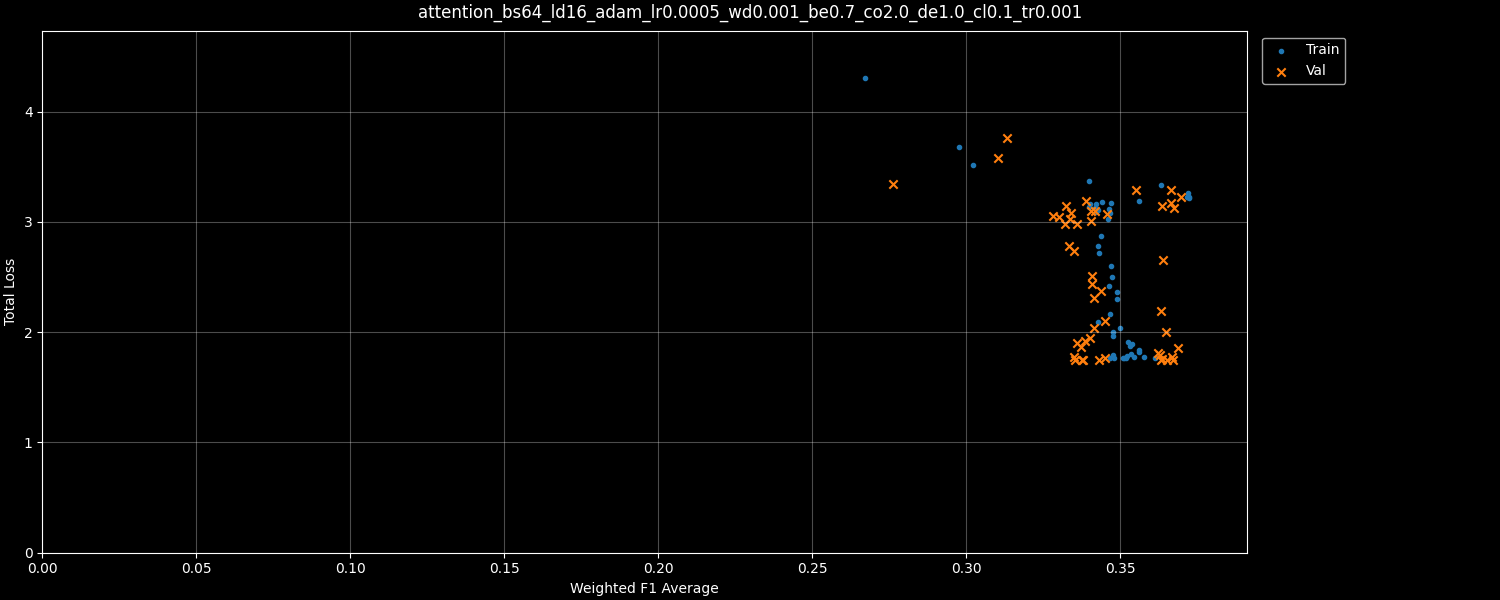 attention_bs64_ld16_adam_lr0.0005_wd0.001_be0.7_co2.0_de1.0_cl0.1_tr0.001
Train
Val
4
3
2
1
0
Total Loss
0.00 0.05 0.10 0.15 0.20 0.25 0.30 0.35
Weighted F1 Average